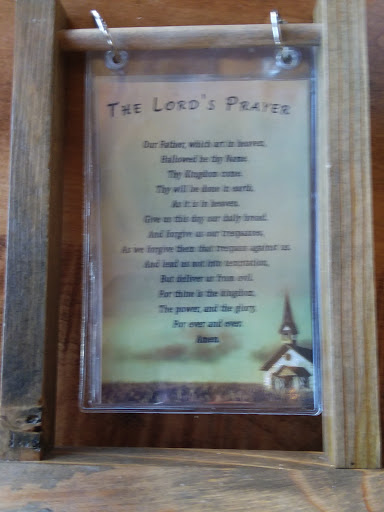 The Lord's Prayer
Our Father, which art in heaven,
Hallowed be thy Name.
Thy Kingdom come.
Thy will be done in earth,
As it is in heaven.
Give us this day our daily bread.
And forgive us our trespasses,
As we forgive them that trespass against us.
And lead us not into temptation,
But deliver us from evil.
For thine is the kingdom,
The power, and the glory,
For ever and ever.
Amen.